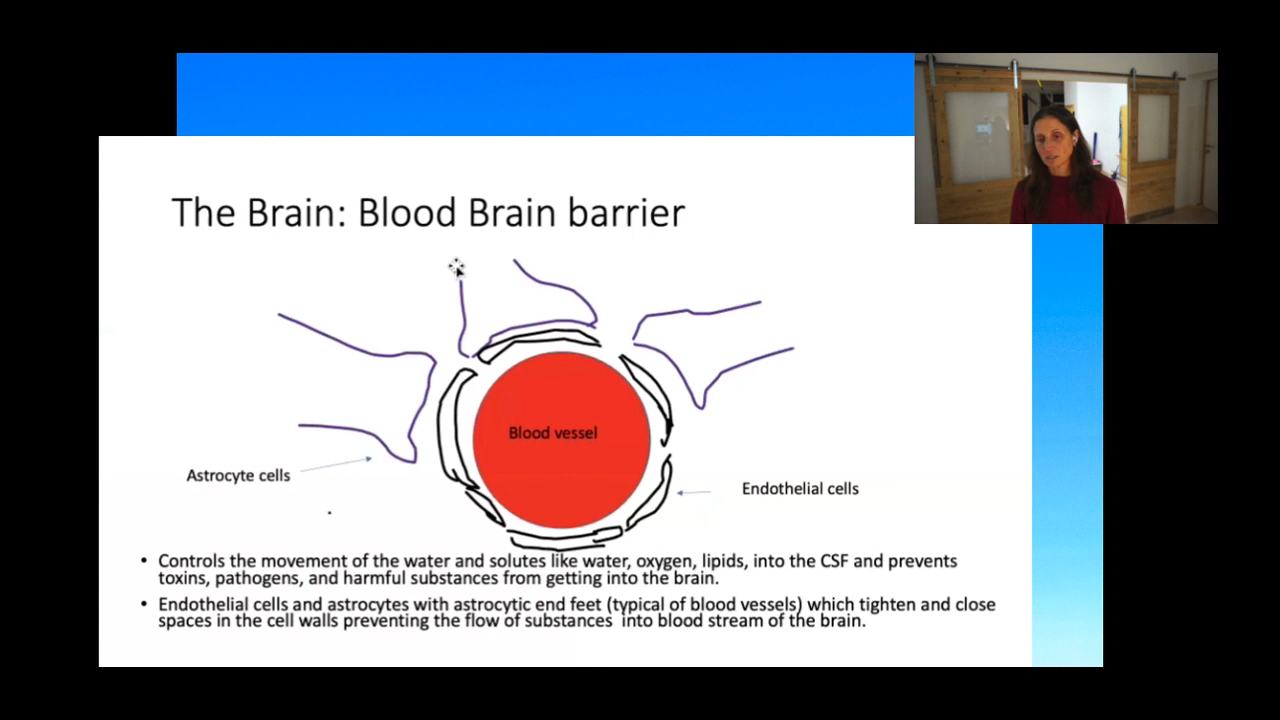 The Brain: Blood Brain barrier
Blood vessel
Astrocyte cells
Endothelial cells
• Controls the movement of the water and solutes like water, oxygen, lipids, into the CSF and prevents
toxins, pathogens, and harmful substances from getting into the brain.
• Endothelial cells and astrocytes with astrocytic end feet (typical of blood vessels) which tighten and close
spaces in the cell walls preventing the flow of substances  into blood stream of the brain.